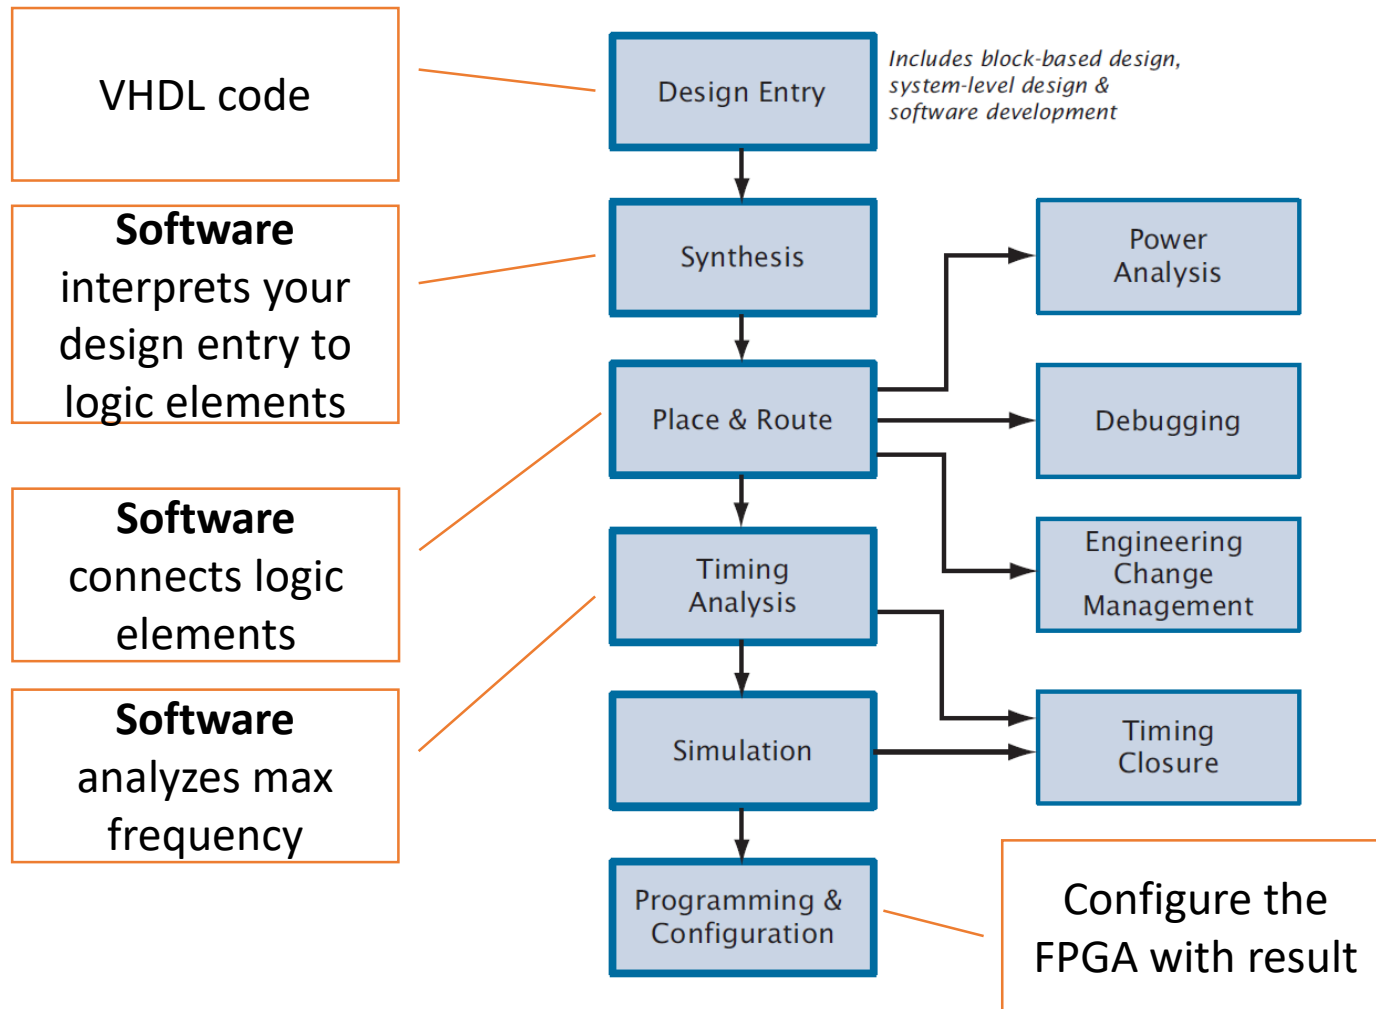 VHDL code
Design Entry
Includes block-based design,
system-level design &
software development
Software
interprets your
design entry to
logic elements
Synthesis
Power
Analysis
Place & Route
Debugging
Software
connects logic
elements
Timing
Analysis
Engineering
Change
Management
Software
analyzes max
frequency
Simulation
Timing
Closure
Programming &
Configuration
Configure the
FPGA with result